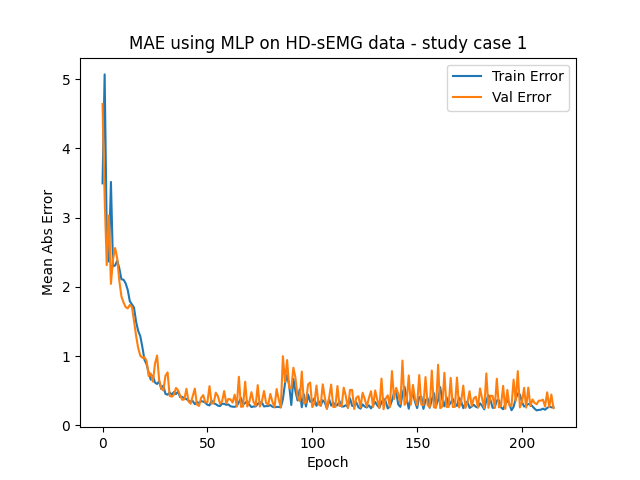 MAE using MLP on HD-sEMG data - study case 1
Train Error
Val Error
Mean Abs Error
5
4
3
2
1
0
0 50 100 150 200
Epoch